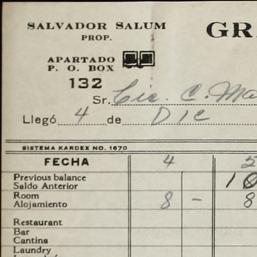 SALVADOR SALUM GR
PROP.
APARTADO
P. O. BOX
132
Sr. Lic. C. Ma
Llegó 4 de DIC
SISTEMA KARDEX NO. 1670
FECHA 4 5
Previous balance
Saldo Anterior 10
Room
Alojamiento 8 - 8
Restaurant
Bar
Cantina
Laundry